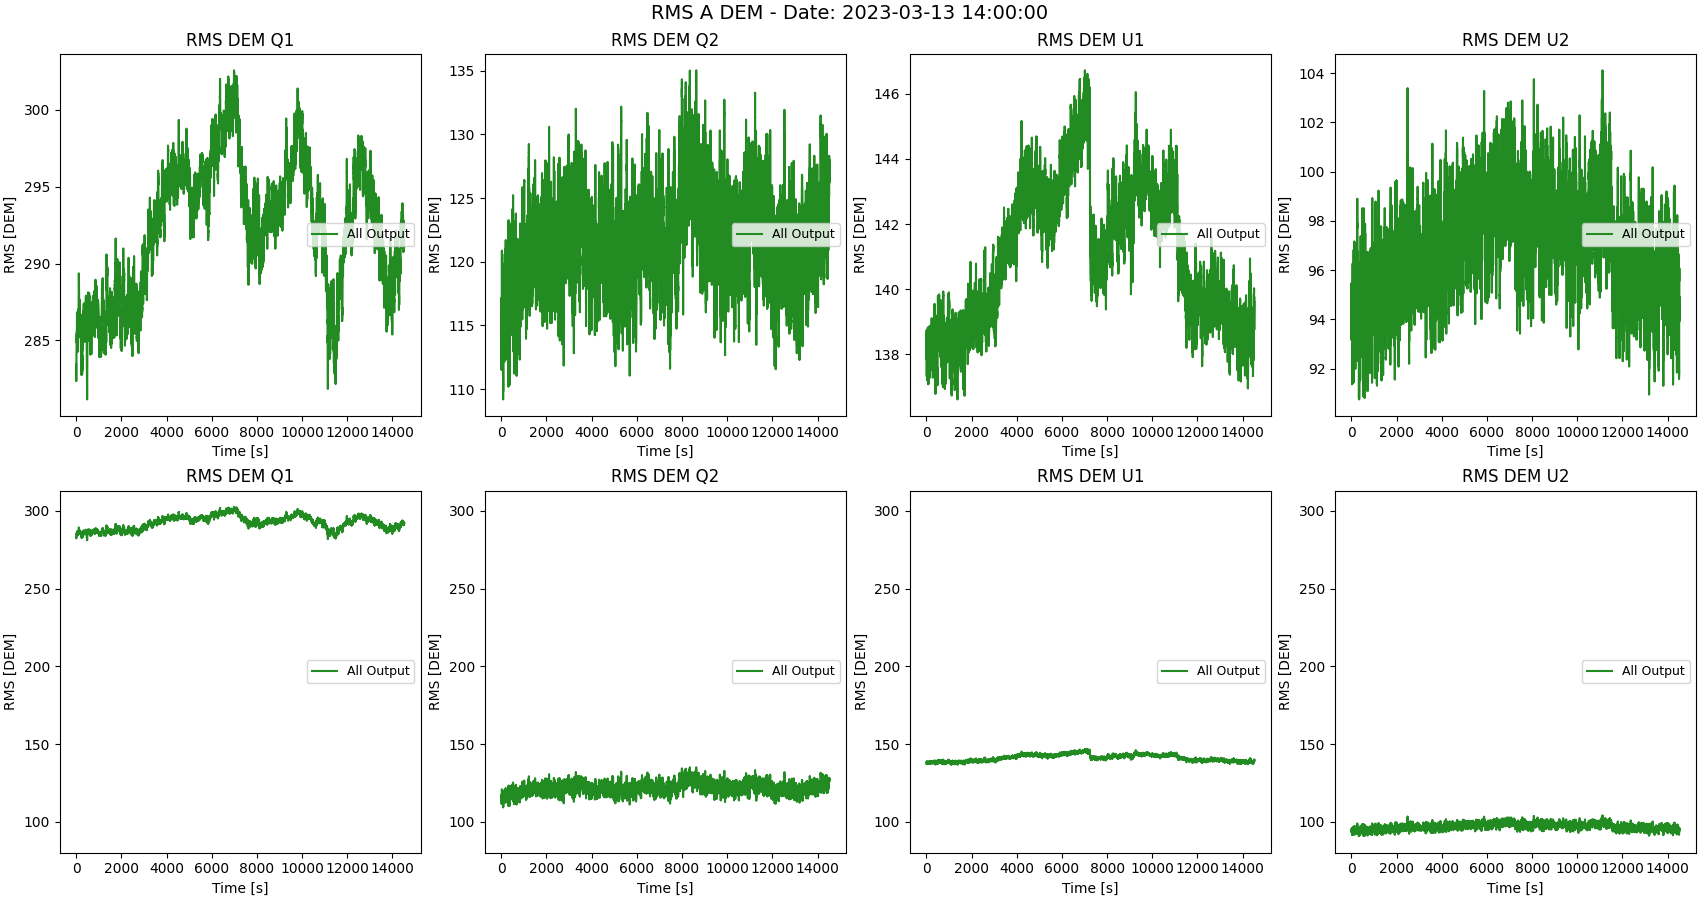 RMS A DEM - Date: 2023-03-13 14:00:00
RMS DEM Q1
RMS [DEM]
300
295
290
285
All Output
0 2000 4000 6000 8000 10000 12000 14000
Time [s]
RMS DEM Q2
RMS [DEM]
135
130
125
120
115
110
All Output
0 2000 4000 6000 8000 10000 12000 14000
Time [s]
RMS DEM U1
RMS [DEM]
146
144
142
140
138
All Output
0 2000 4000 6000 8000 10000 12000 14000
Time [s]
RMS DEM U2
RMS [DEM]
104
102
100
98
96
94
92
All Output
0 2000 4000 6000 8000 10000 12000 14000
Time [s]
RMS DEM Q1
RMS [DEM]
300
250
200
150
100
All Output
0 2000 4000 6000 8000 10000 12000 14000
Time [s]
RMS DEM Q2
RMS [DEM]
300
250
200
150
100
All Output
0 2000 4000 6000 8000 10000 12000 14000
Time [s]
RMS DEM U1
RMS [DEM]
300
250
200
150
100
All Output
0 2000 4000 6000 8000 10000 12000 14000
Time [s]
RMS DEM U2
RMS [DEM]
300
250
200
150
100
All Output
0 2000 4000 6000 8000 10000 12000 14000
Time [s]